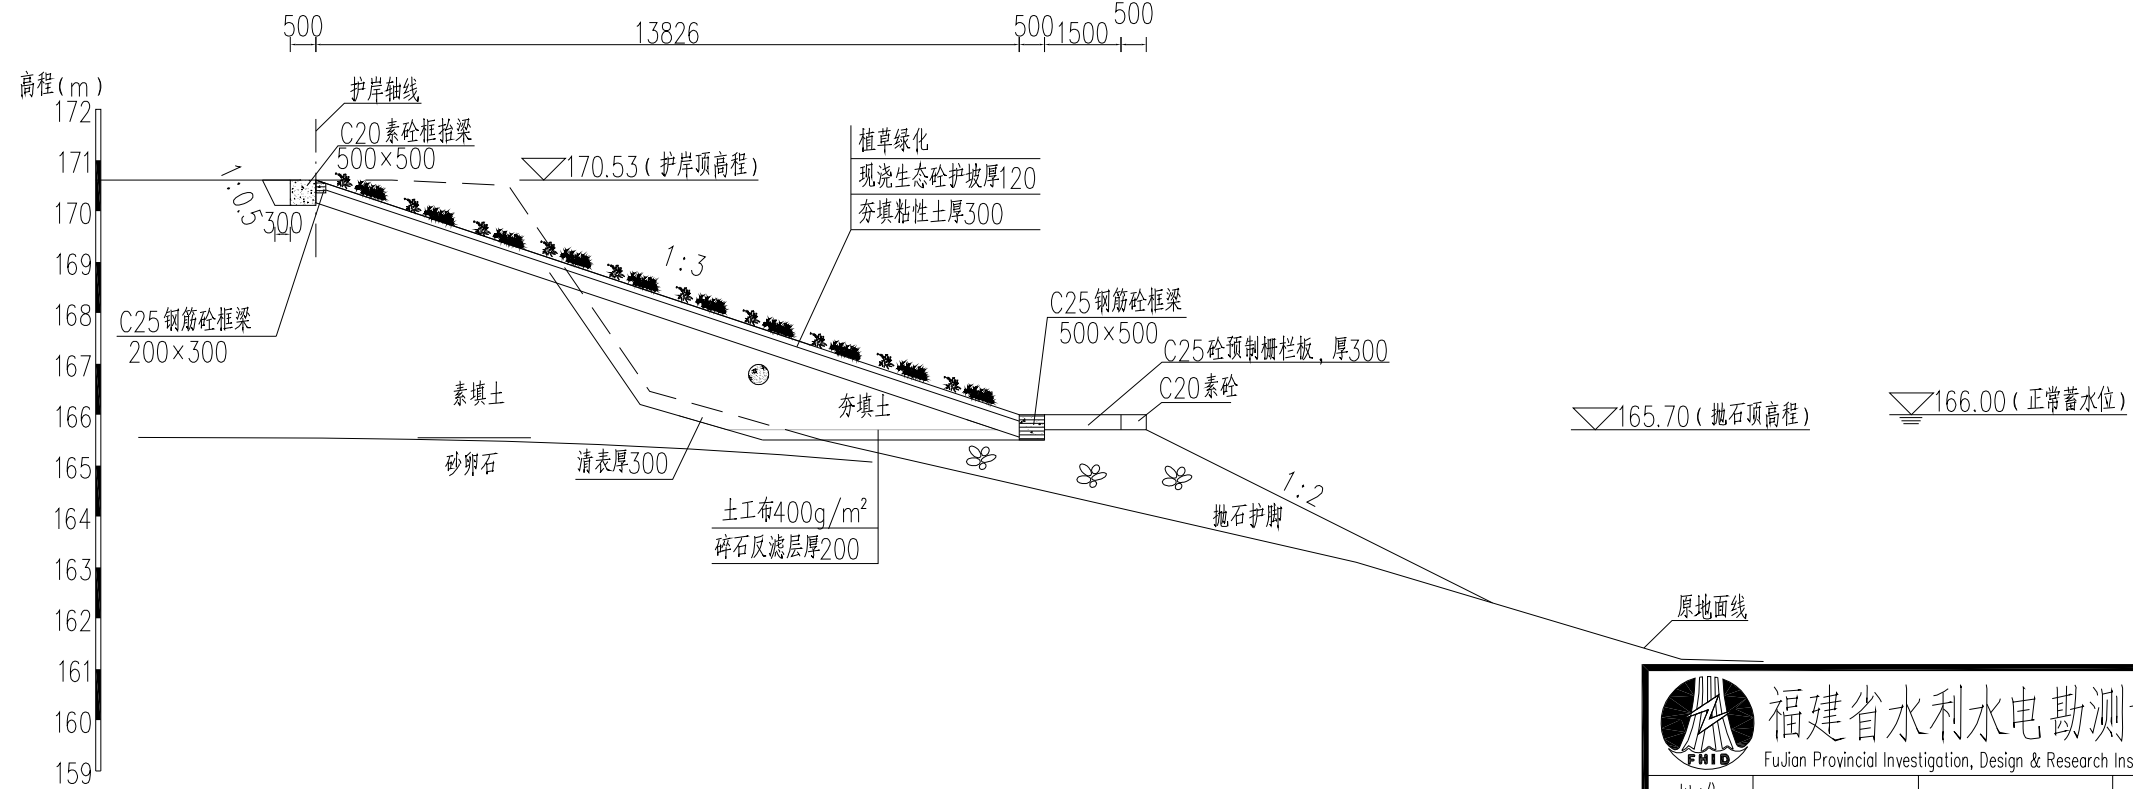 500
13826
500
1500
500
高程(m)
172
171
170
169
168
167
166
165
164
163
162
161
160
159
护岸轴线
C20素砼框抬梁
500×500
1:0.5
300
170.53(护岸顶高程)
植草绿化
现浇生态砼护坡厚120
夯填粘性土厚300
1:3
C25钢筋砼框梁
200×300
C25钢筋砼框梁
500×500
C25砼预制栅栏板，厚300
C20素砼
165.70(抛石顶高程)
166.00(正常蓄水位)
素填土
夯填土
砂卵石
清表厚300
土工布400g/m²
碎石反滤层厚200
1:2
抛石护脚
原地面线
FHID
福建省水利水电勘测
FuJian Provincial Investigation, Design & Research Ins